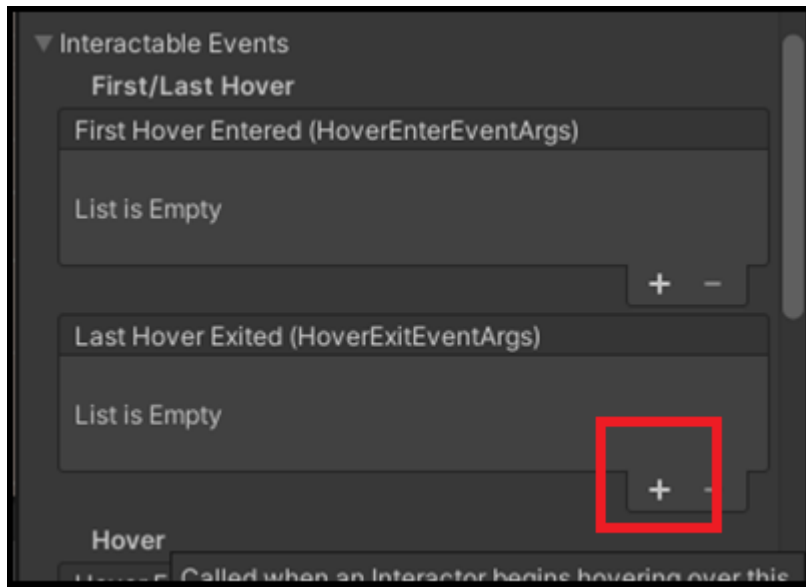 Interactable Events
First/Last Hover
First Hover Entered (HoverEnterEventArgs)
List is Empty
+ -
Last Hover Exited (HoverExitEventArgs)
List is Empty
+ -
Hover
Called when an Interactor begins hovering over this